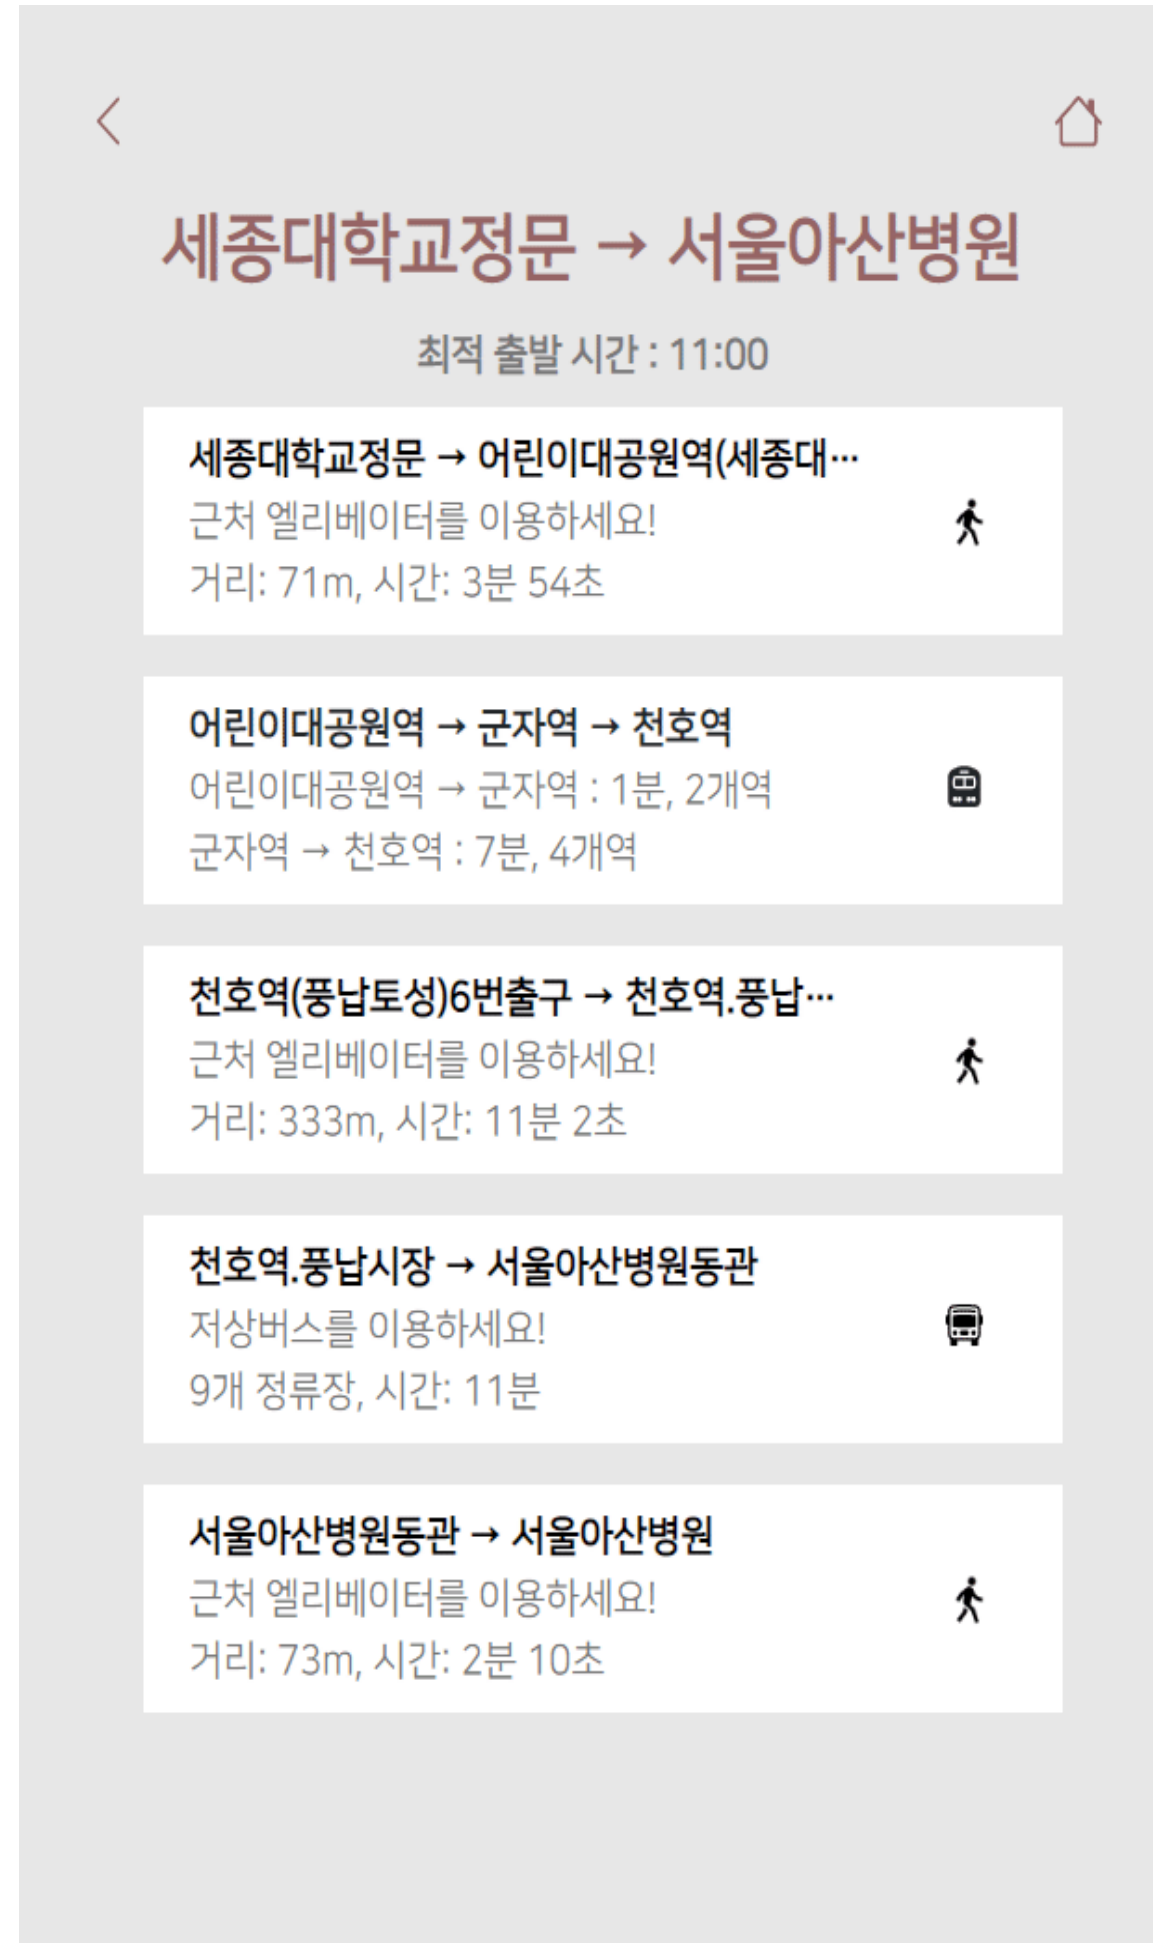 세종대학교정문 → 서울아산병원
최적 출발 시간 : 11:00
세종대학교정문 → 어린이대공원역(세종대···
근처 엘리베이터를 이용하세요!
거리: 71m, 시간: 3분 54초
어린이대공원역 → 군자역 → 천호역
어린이대공원역 → 군자역 : 1분, 2개역
군자역 → 천호역 : 7분, 4개역
천호역(풍납토성)6번출구 → 천호역.풍납···
근처 엘리베이터를 이용하세요!
거리: 333m, 시간: 11분 2초
천호역.풍납시장 → 서울아산병원동관
저상버스를 이용하세요!
9개 정류장, 시간: 11분
서울아산병원동관 → 서울아산병원
근처 엘리베이터를 이용하세요!
거리: 73m, 시간: 2분 10초